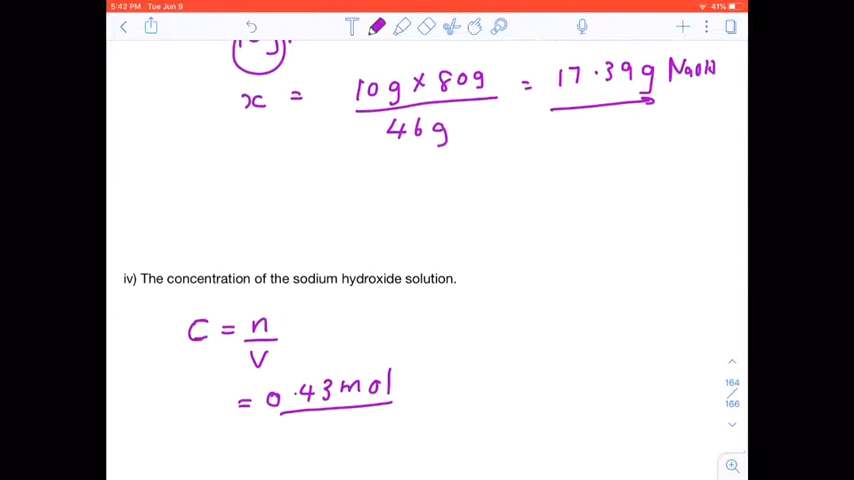 5:42 PM Tue Jun 9
41%
x = 10g × 80g = 17.39g NaOH
46g
iv) The concentration of the sodium hydroxide solution.
C = n
V
= 0.43mol
164
166